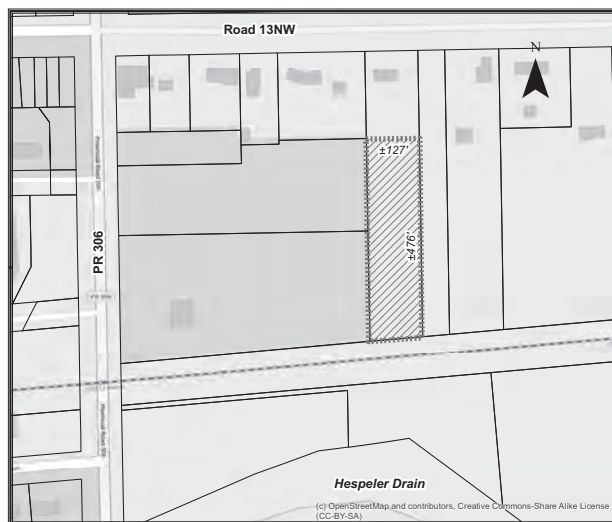 Road 13NW
N
±127'
±476'
PR 306
Hespeler Drain
(c) OpenStreetMap and contributors, Creative Commons-Share Alike License
(CC-BY-SA)